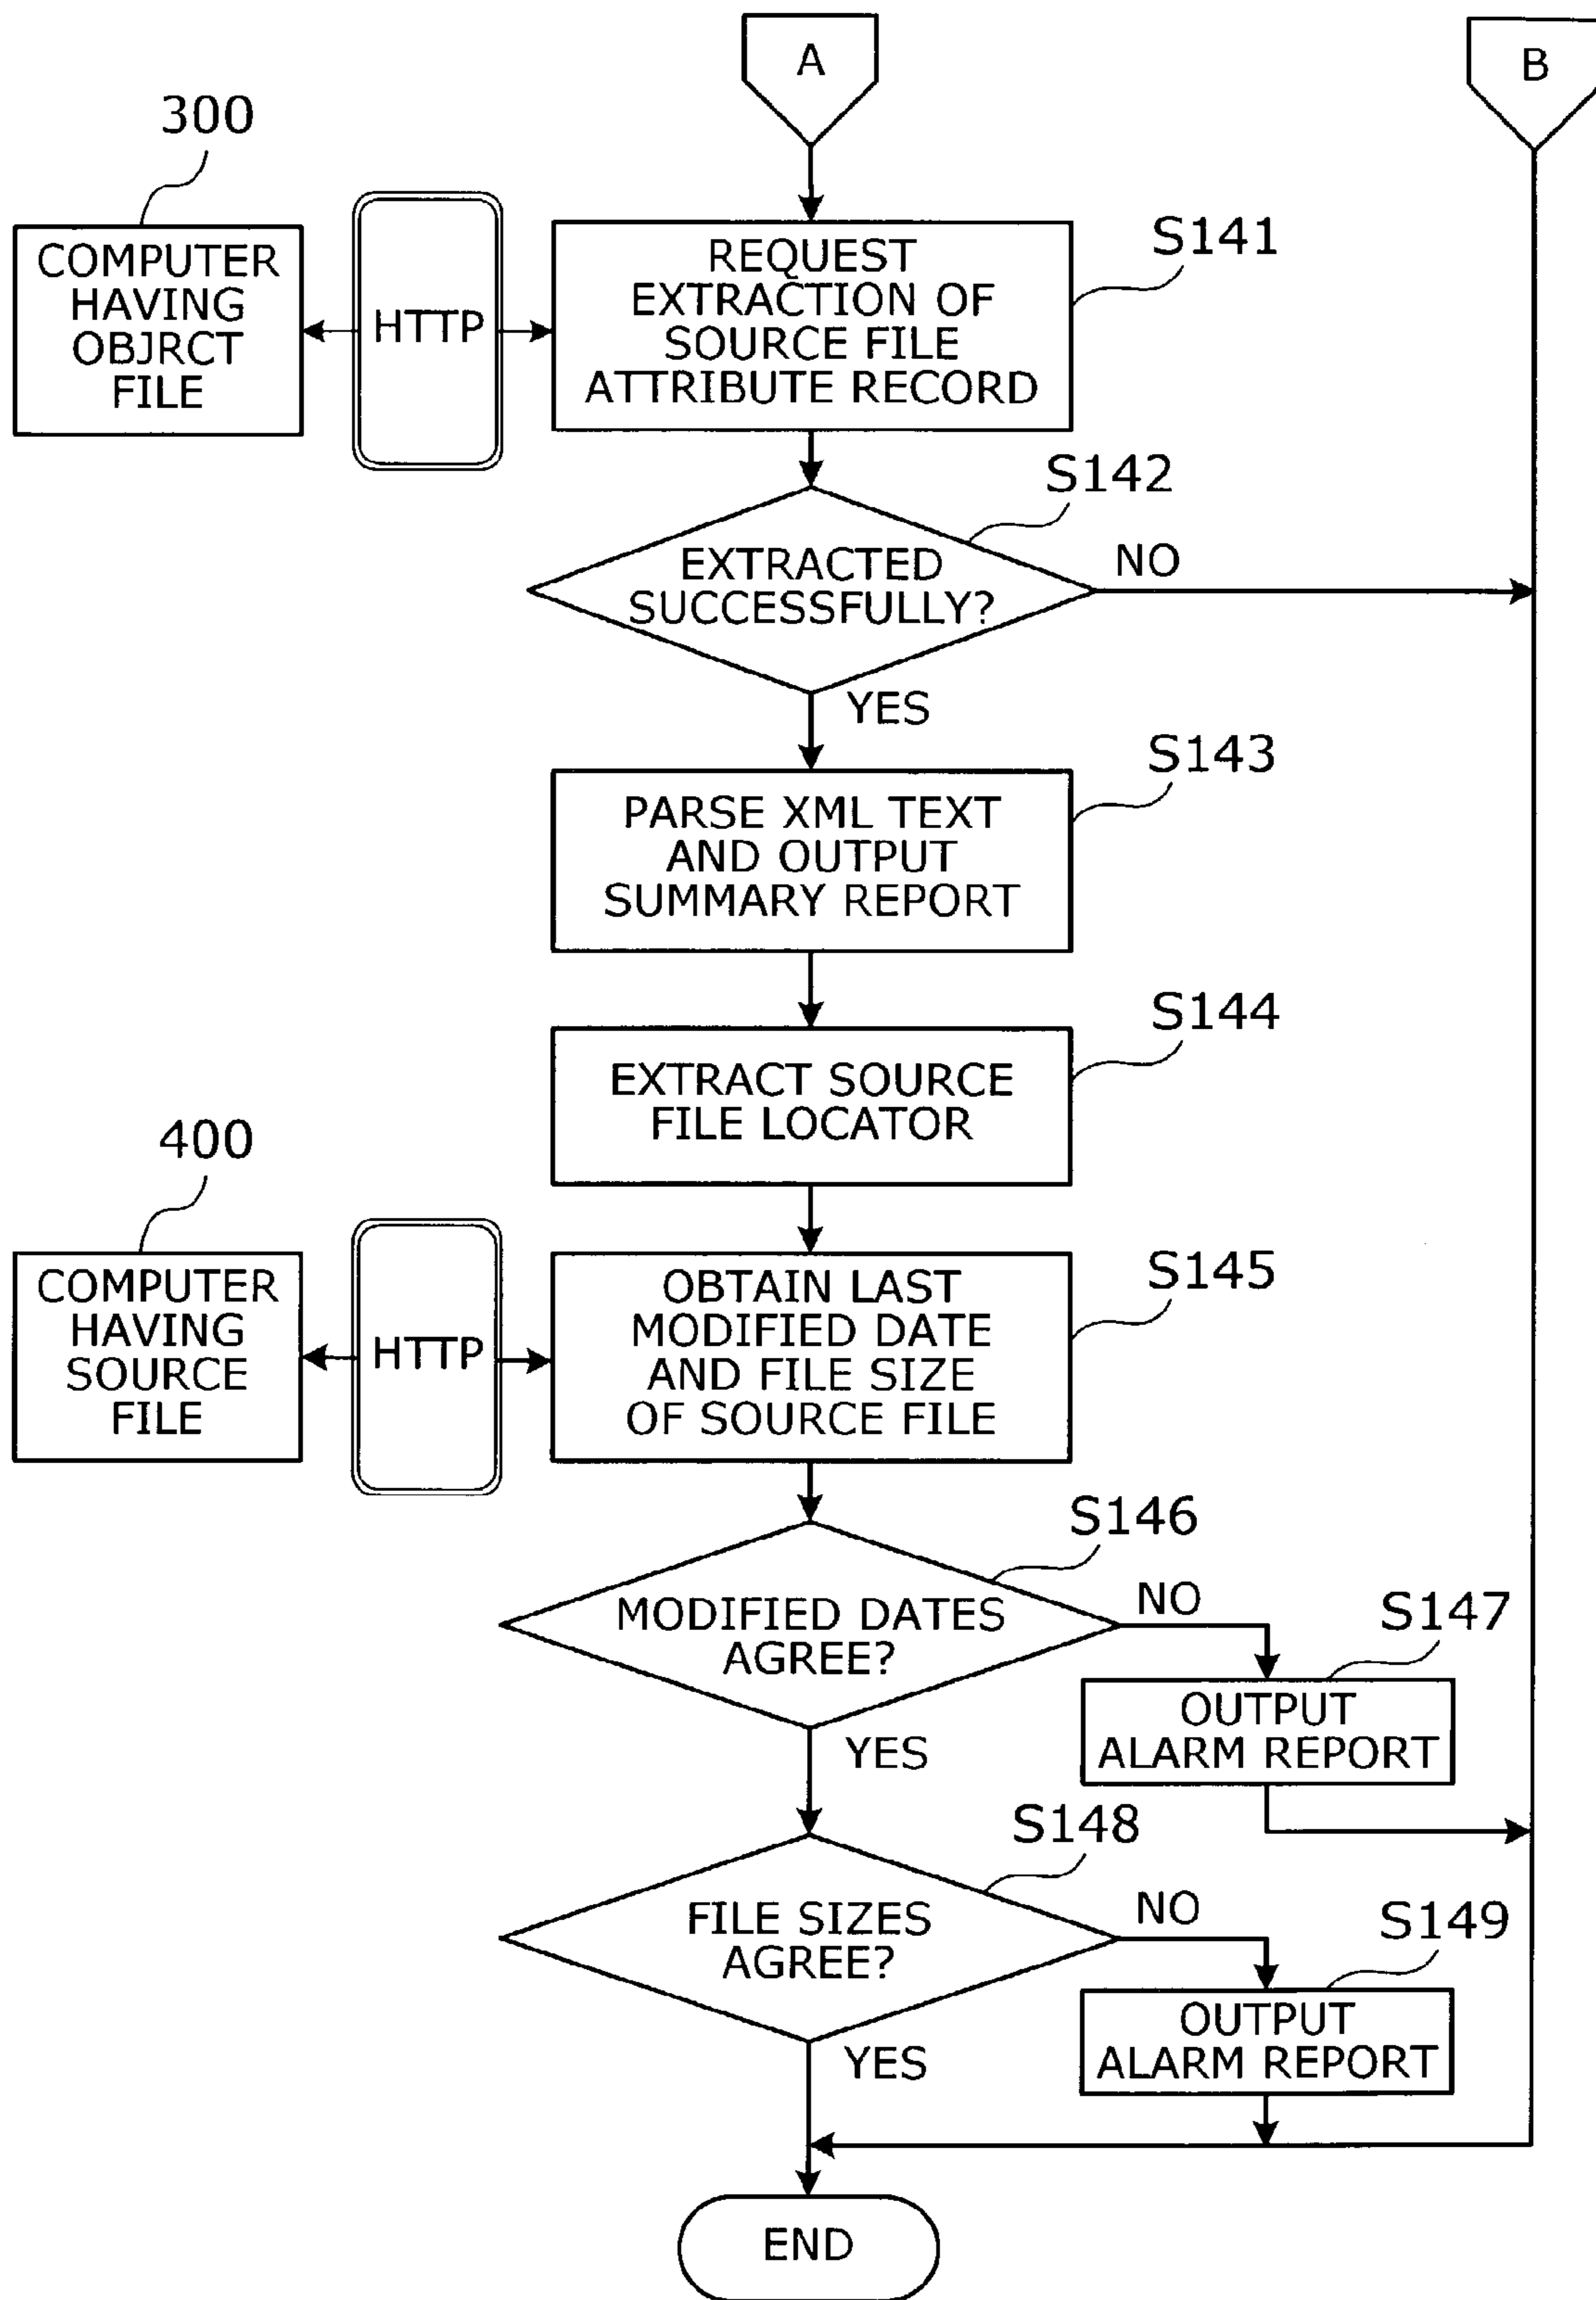 A
B
300
COMPUTER
HAVING
OBJRCT
FILE
HTTP
REQUEST
EXTRACTION OF
SOURCE FILE
ATTRIBUTE RECORD
S141
S142
EXTRACTED
SUCCESSFULLY?
NO
YES
S143
PARSE XML TEXT
AND OUTPUT
SUMMARY REPORT
S144
EXTRACT SOURCE
FILE LOCATOR
400
COMPUTER
HAVING
SOURCE
FILE
HTTP
S145
OBTAIN LAST
MODIFIED DATE
AND FILE SIZE
OF SOURCE FILE
S146
MODIFIED DATES
AGREE?
NO
YES
S147
OUTPUT
ALARM REPORT
S148
FILE SIZES
AGREE?
NO
YES
S149
OUTPUT
ALARM REPORT
END